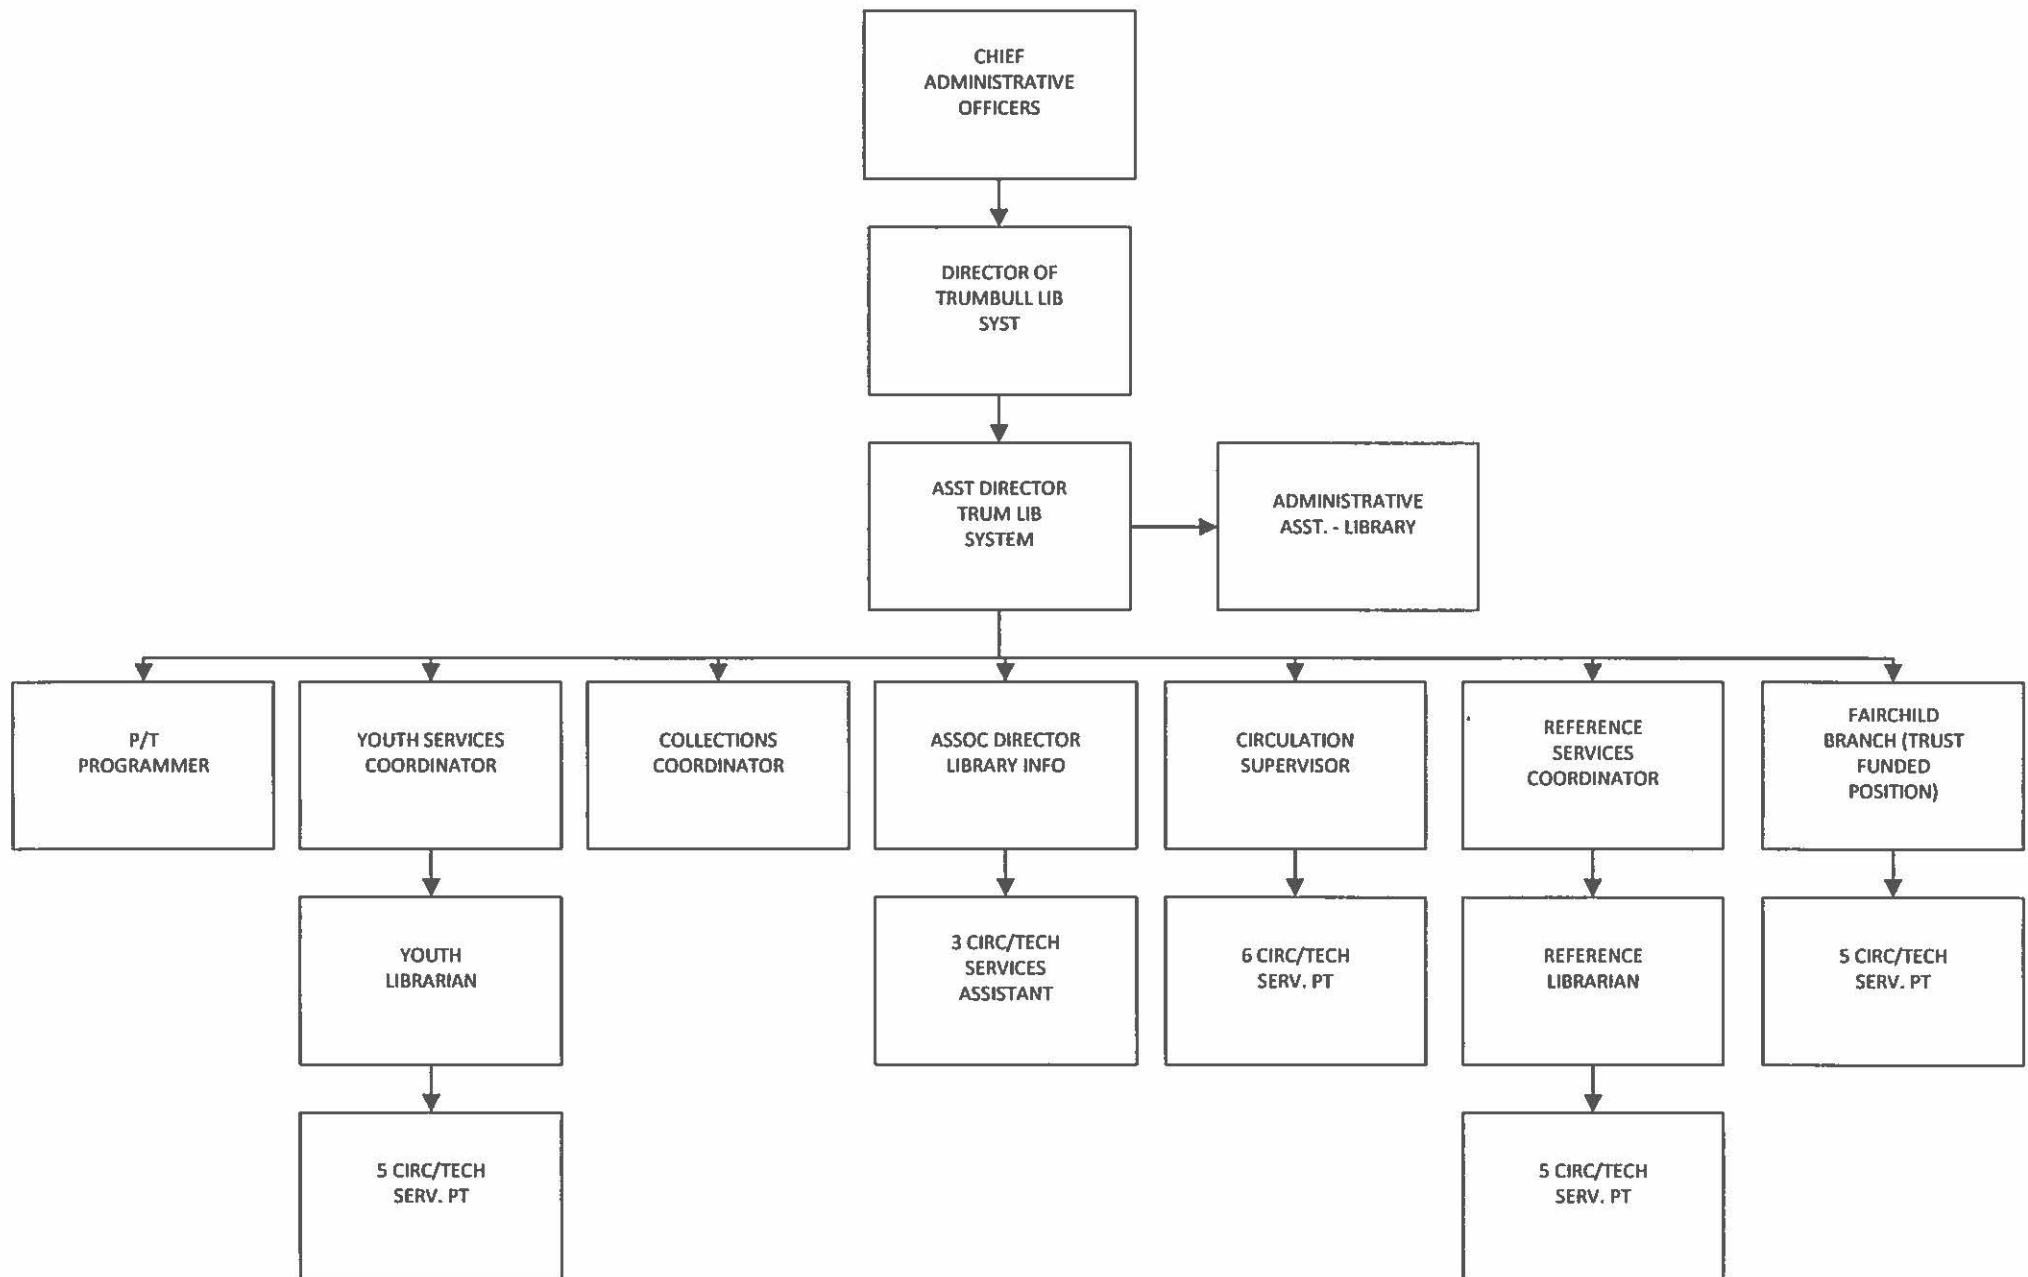 CHIEF
ADMINISTRATIVE
OFFICERS
DIRECTOR OF
TRUMBULL LIB
SYST
ASST DIRECTOR
TRUM LIB
SYSTEM
ADMINISTRATIVE
ASST. - LIBRARY
P/T
PROGRAMMER
YOUTH SERVICES
COORDINATOR
COLLECTIONS
COORDINATOR
ASSOC DIRECTOR
LIBRARY INFO
CIRCULATION
SUPERVISOR
REFERENCE
SERVICES
COORDINATOR
FAIRCHILD
BRANCH (TRUST
FUNDED
POSITION)
YOUTH
LIBRARIAN
3 CIRC/TECH
SERVICES
ASSISTANT
6 CIRC/TECH
SERV. PT
REFERENCE
LIBRARIAN
5 CIRC/TECH
SERV. PT
5 CIRC/TECH
SERV. PT
5 CIRC/TECH
SERV. PT